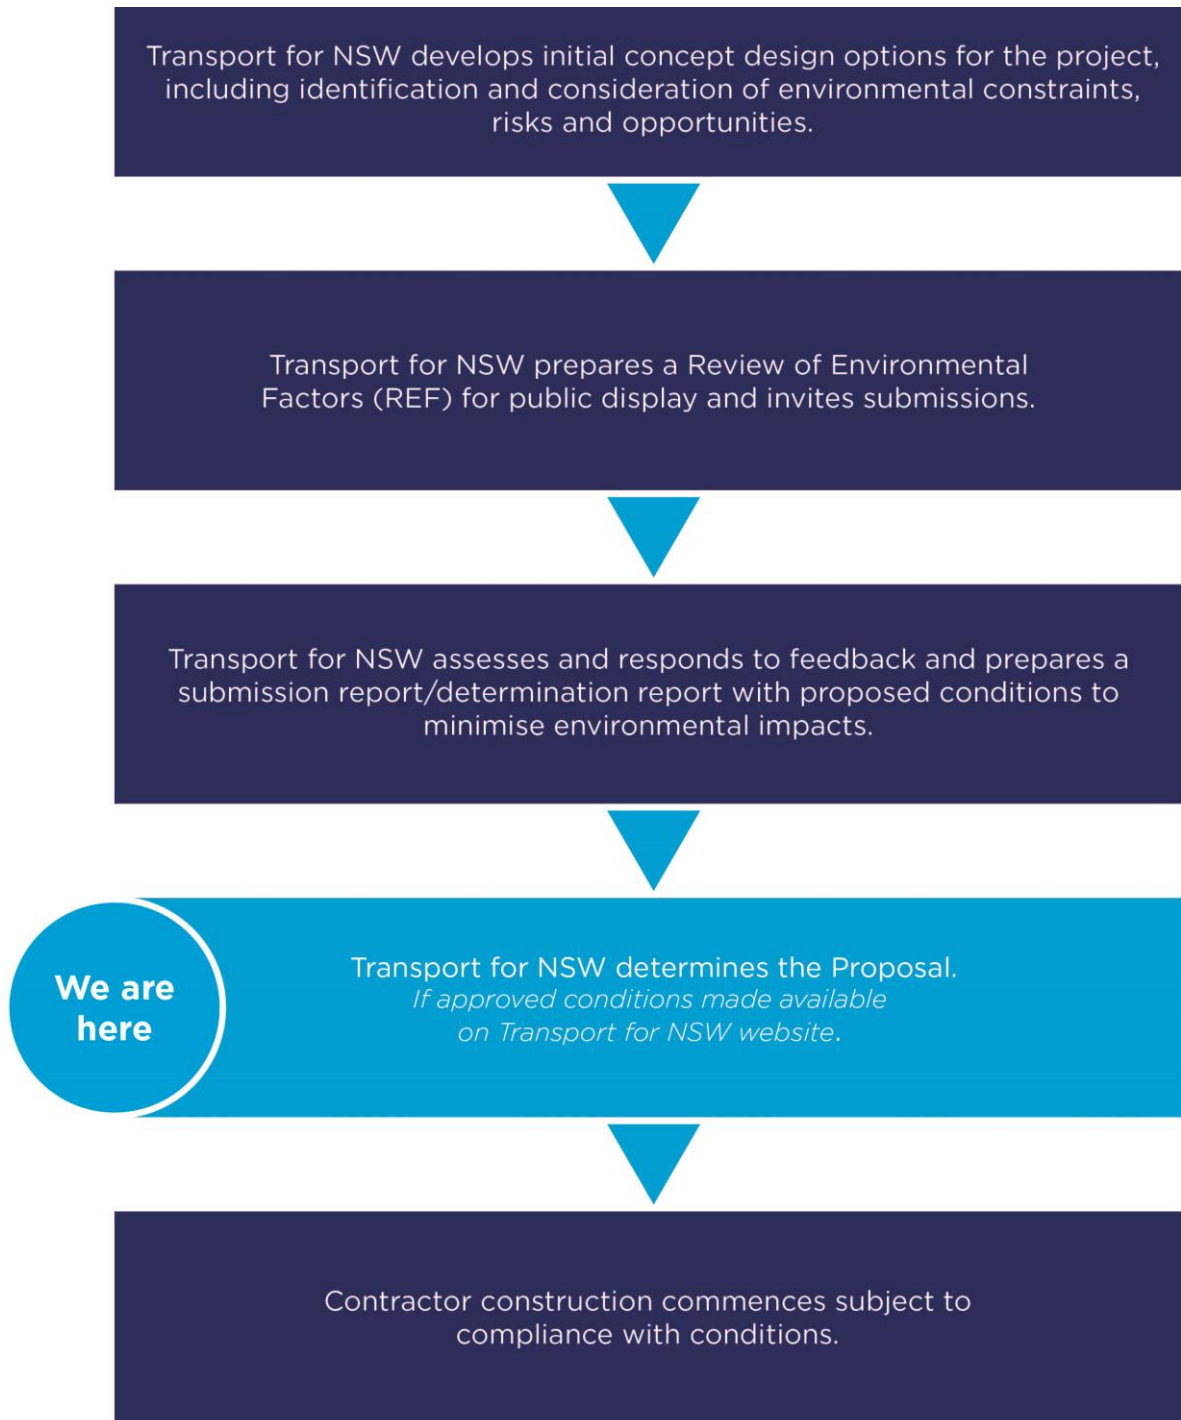 Transport for NSW develops initial concept design options for the project,
including identification and consideration of environmental constraints,
risks and opportunities.
Transport for NSW prepares a Review of Environmental
Factors (REF) for public display and invites submissions.
Transport for NSW assesses and responds to feedback and prepares a
submission report/determination report with proposed conditions to
minimise environmental impacts.
We are
here
Transport for NSW determines the Proposal.
If approved conditions made available
on Transport for NSW website.
Contractor construction commences subject to
compliance with conditions.